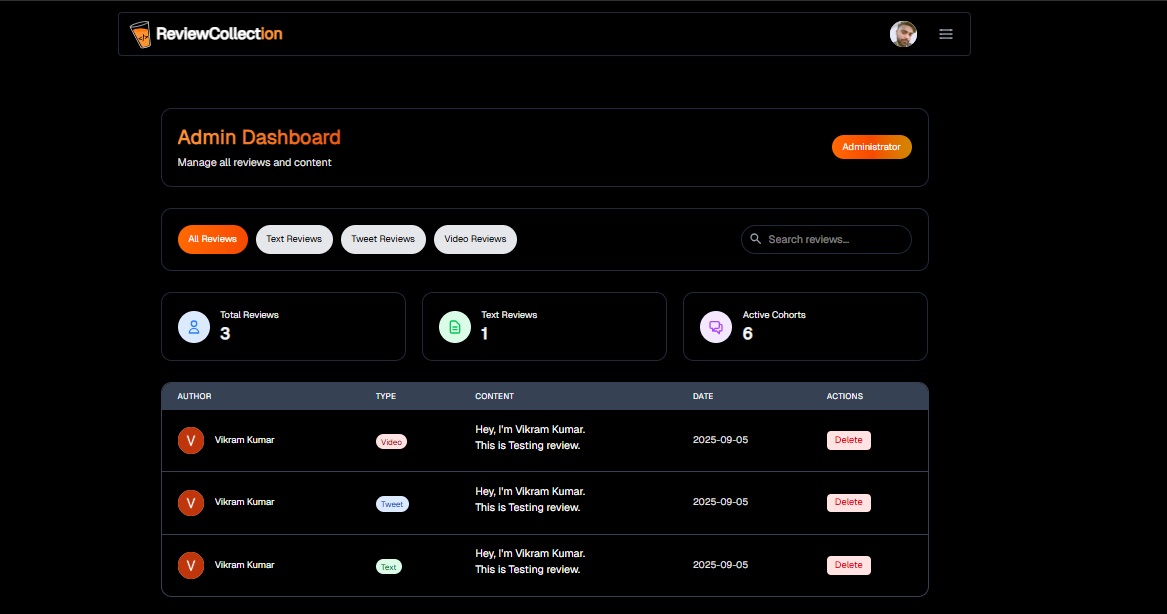 ReviewCollection
Admin Dashboard
Manage all reviews and content
Administrator
All Reviews Text Reviews Tweet Reviews Video Reviews Search reviews...
Total Reviews
3
Text Reviews
1
Active Cohorts
6
AUTHOR TYPE CONTENT DATE ACTIONS
V Vikram Kumar Video Hey, I'm Vikram Kumar.
This is Testing review. 2025-09-05 Delete
V Vikram Kumar Tweet Hey, I'm Vikram Kumar.
This is Testing review. 2025-09-05 Delete
V Vikram Kumar Text Hey, I'm Vikram Kumar.
This is Testing review. 2025-09-05 Delete